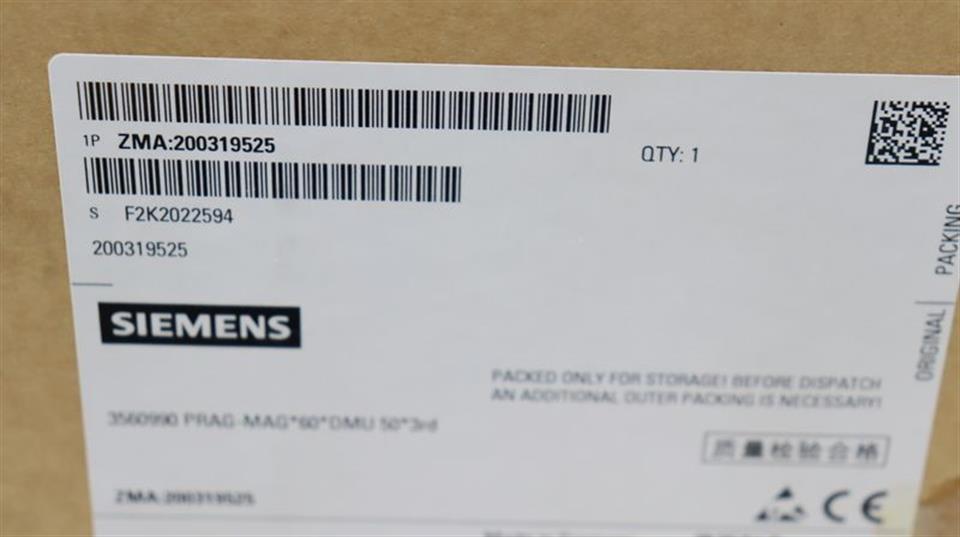 1P ZMA:200319525
QTY: 1
S F2K2022594
200319525
ORIGINAL | PACKING
SIEMENS
PACKED ONLY FOR STORAGE! BEFORE DISPATCH
AN ADDITIONAL OUTER PACKING IS NECESSARY!
3560990 PRAG-MAG*60*DMU 50*3rd
质量检验合格
ZMA:200319525
CE